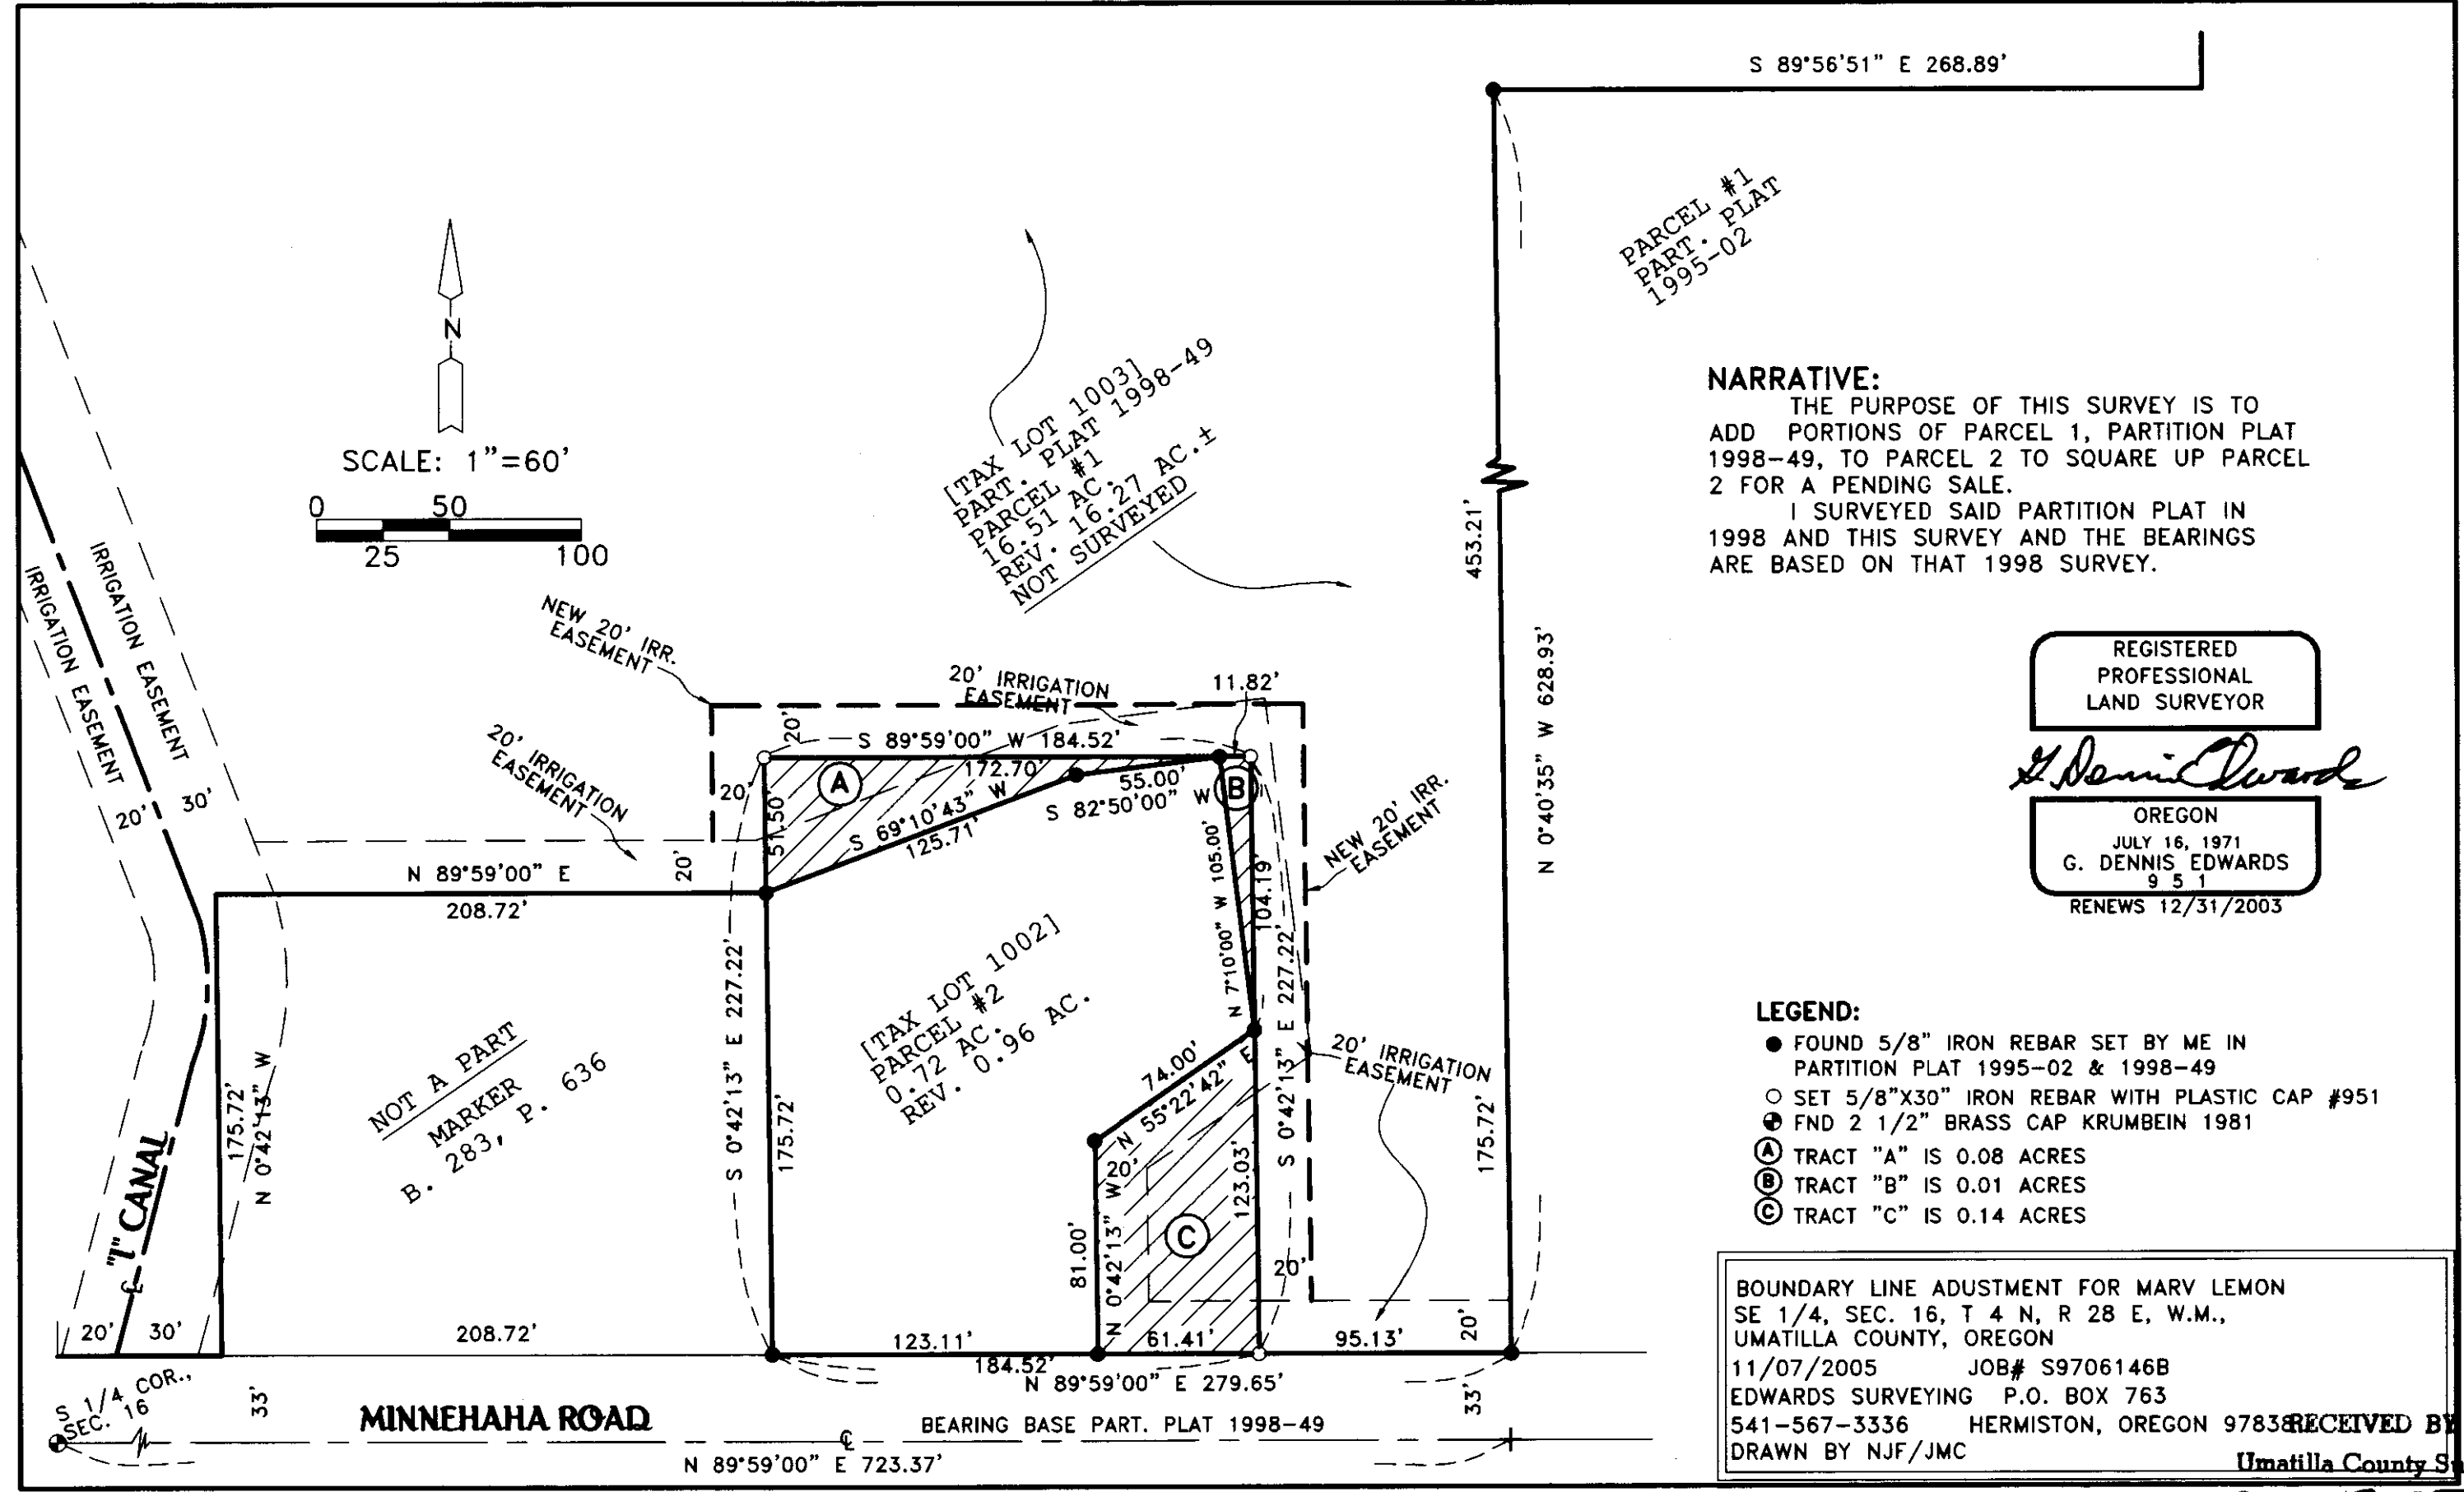 S 89°56'51" E 268.89'
PARCEL #1
PART. PLAT
1995-02
N
SCALE: 1"=60'
0 50
25 100
[TAX LOT 1003]
PART. PLAT 1998-49
PARCEL #1
16.51 AC.
REV. 16.27 AC.±
NOT SURVEYED
NARRATIVE:
THE PURPOSE OF THIS SURVEY IS TO
ADD PORTIONS OF PARCEL 1, PARTITION PLAT
1998-49, TO PARCEL 2 TO SQUARE UP PARCEL
2 FOR A PENDING SALE.
I SURVEYED SAID PARTITION PLAT IN
1998 AND THIS SURVEY AND THE BEARINGS
ARE BASED ON THAT 1998 SURVEY.
453.21'
N 0°40'35" W 628.93'
IRRIGATION EASEMENT
IRRIGATION EASEMENT
20'
30'
NEW 20' IRR.
EASEMENT
20' IRRIGATION
EASEMENT
11.82'
20' IRRIGATION
EASEMENT
20'
S 89°59'00" W 184.52'
172.70'
A
B
20'
51.50'
S 69°10'43" W
125.71'
55.00'
S 82°50'00" W
N 7°10'00" W 105.00'
104.19'
NEW 20' IRR.
EASEMENT
REGISTERED
PROFESSIONAL
LAND SURVEYOR
G. Dennis Edwards
OREGON
JULY 16, 1971
G. DENNIS EDWARDS
9 5 1
RENEWS 12/31/2003
N 89°59'00" E
208.72'
20'
S 0°42'13" E 227.22'
175.72'
[TAX LOT 1002]
PARCEL #2
0.72 AC.
REV. 0.96 AC.
S 0°42'13" E 227.22'
NOT A PART
MARKER
B. 283, P. 636
175.72'
N 0°42'13" W
"L" CANAL
℄
74.00'
N 55°22'42" E
20'
81.00'
N 0°42'13" W
C
123.03'
20'
20' IRRIGATION
EASEMENT
175.72'
20'
LEGEND:
FOUND 5/8" IRON REBAR SET BY ME IN
PARTITION PLAT 1995-02 & 1998-49
SET 5/8"X30" IRON REBAR WITH PLASTIC CAP #951
FND 2 1/2" BRASS CAP KRUMBEIN 1981
A TRACT "A" IS 0.08 ACRES
B TRACT "B" IS 0.01 ACRES
C TRACT "C" IS 0.14 ACRES
20' 30'
208.72'
123.11'
61.41'
95.13'
184.52'
N 89°59'00" E 279.65'
S 1/4 COR.,
SEC. 16
33'
33'
MINNEHAHA ROAD
℄
BEARING BASE PART. PLAT 1998-49
N 89°59'00" E 723.37'
BOUNDARY LINE ADUSTMENT FOR MARV LEMON
SE 1/4, SEC. 16, T 4 N, R 28 E, W.M.,
UMATILLA COUNTY, OREGON
11/07/2005 JOB# S9706146B
EDWARDS SURVEYING P.O. BOX 763
541-567-3336 HERMISTON, OREGON 97838
DRAWN BY NJF/JMC
RECEIVED BY
Umatilla County